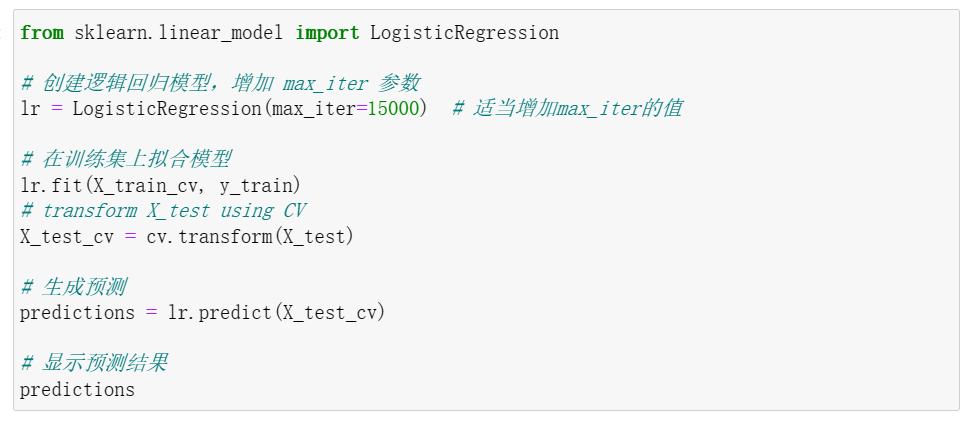 from sklearn.linear_model import LogisticRegression
# 创建逻辑回归模型，增加 max_iter 参数
lr = LogisticRegression(max_iter=15000)  # 适当增加max_iter的值
# 在训练集上拟合模型
lr.fit(X_train_cv, y_train)
# transform X_test using CV
X_test_cv = cv.transform(X_test)
# 生成预测
predictions = lr.predict(X_test_cv)
# 显示预测结果
predictions